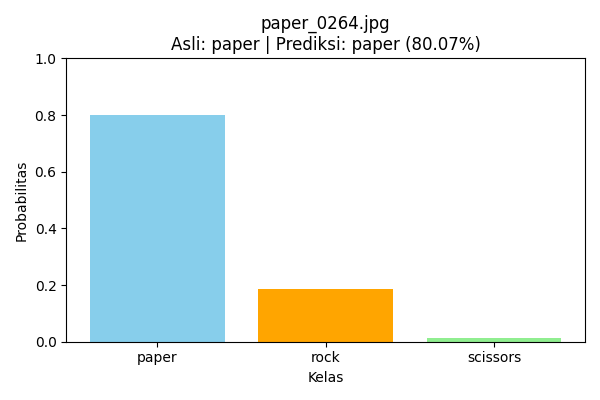 paper_0264.jpg
Asli: paper | Prediksi: paper (80.07%)
1.0
0.8
0.6
0.4
0.2
0.0
Probabilitas
paper rock scissors
Kelas